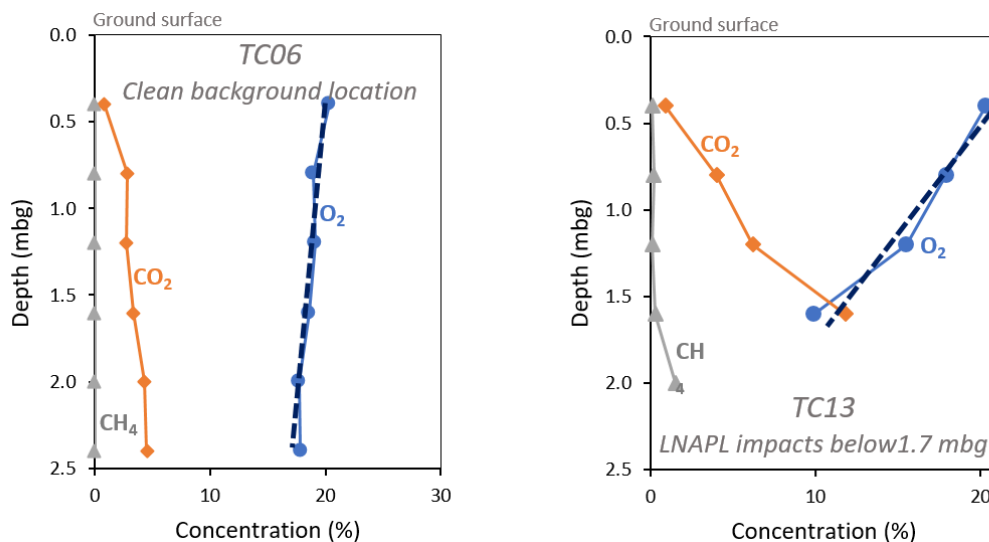 Ground surface
0.0
0.5
1.0
1.5
2.0
2.5
Depth (mbg)
TC06
Clean background location
O2
CO2
CH4
0 10 20 30
Concentration (%)
Ground surface
0.0
0.5
1.0
1.5
2.0
2.5
Depth (mbg)
CO2
O2
CH
4
TC13
LNAPL impacts below1.7 mbg
0 10 20
Concentration (%)